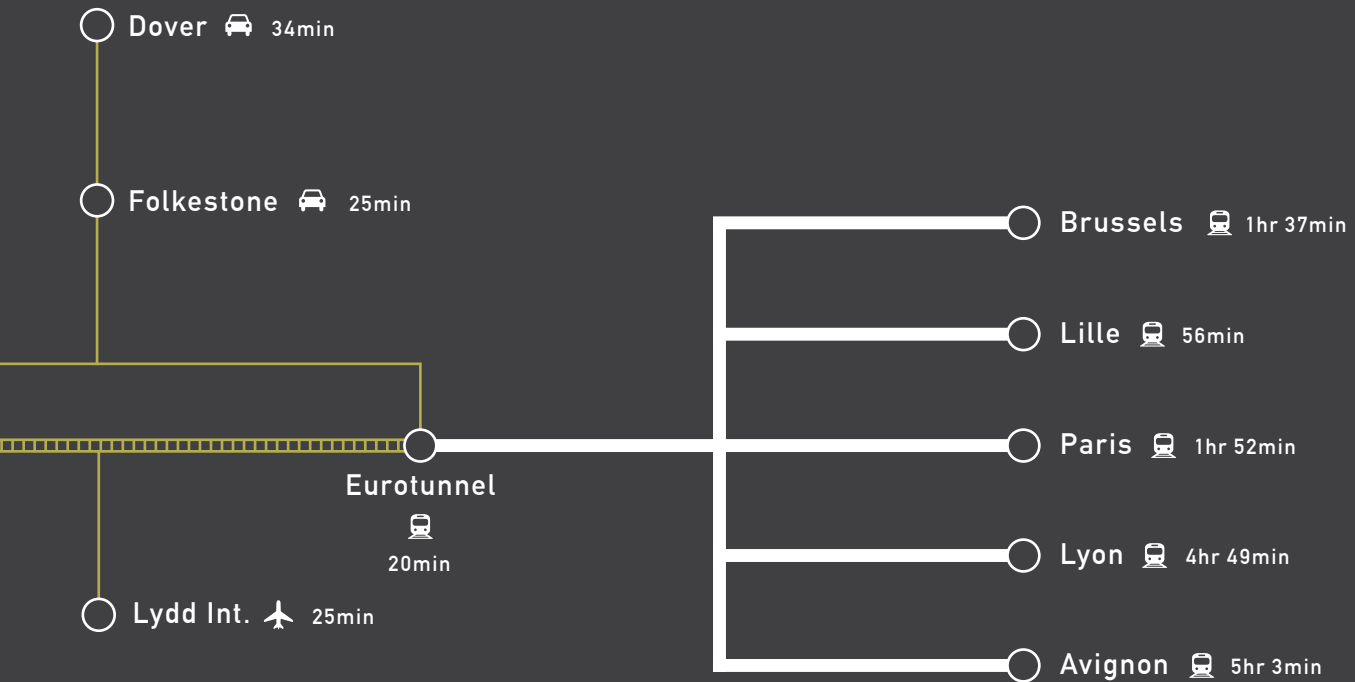 Dover 34min
Folkestone 25min
Brussels 1hr 37min
Lille 56min
Paris 1hr 52min
Eurotunnel
20min
Lyon 4hr 49min
Lydd Int. 25min
Avignon 5hr 3min